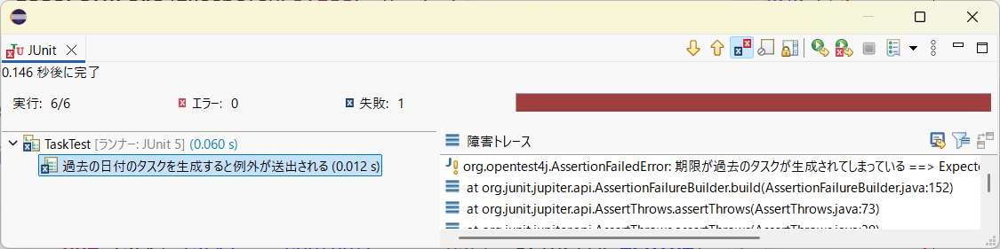 JUnit
0.146 秒後に完了
実行: 6/6 エラー: 0 失敗: 1
TaskTest [ランナー: JUnit 5] (0.060 s)
過去の日付のタスクを生成すると例外が送出される (0.012 s)
障害トレース
org.opentest4j.AssertionFailedError: 期限が過去のタスクが生成されてしまっている ==> Expecte
at org.junit.jupiter.api.AssertionFailureBuilder.build(AssertionFailureBuilder.java:152)
at org.junit.jupiter.api.AssertThrows.assertThrows(AssertThrows.java:73)